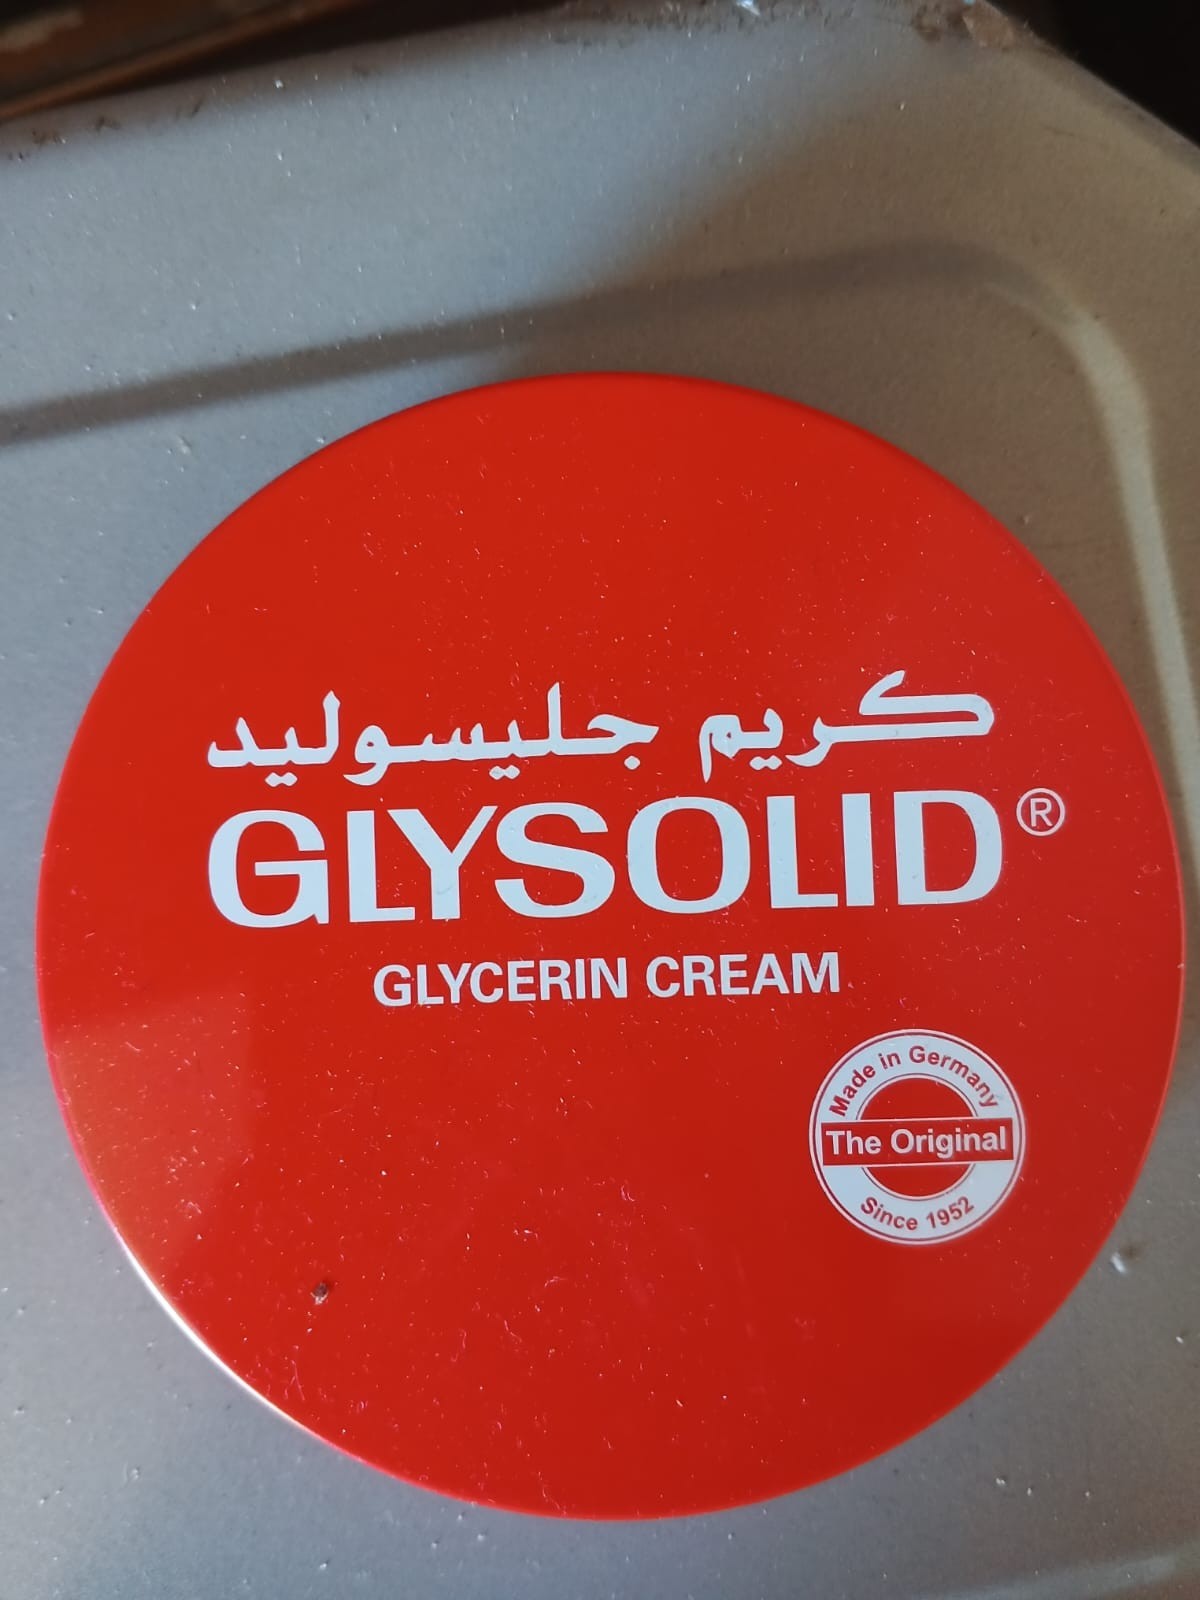 كريم جليسوليد
GLYSOLID®
GLYCERIN CREAM
Made in Germany
The Original
Since 1952